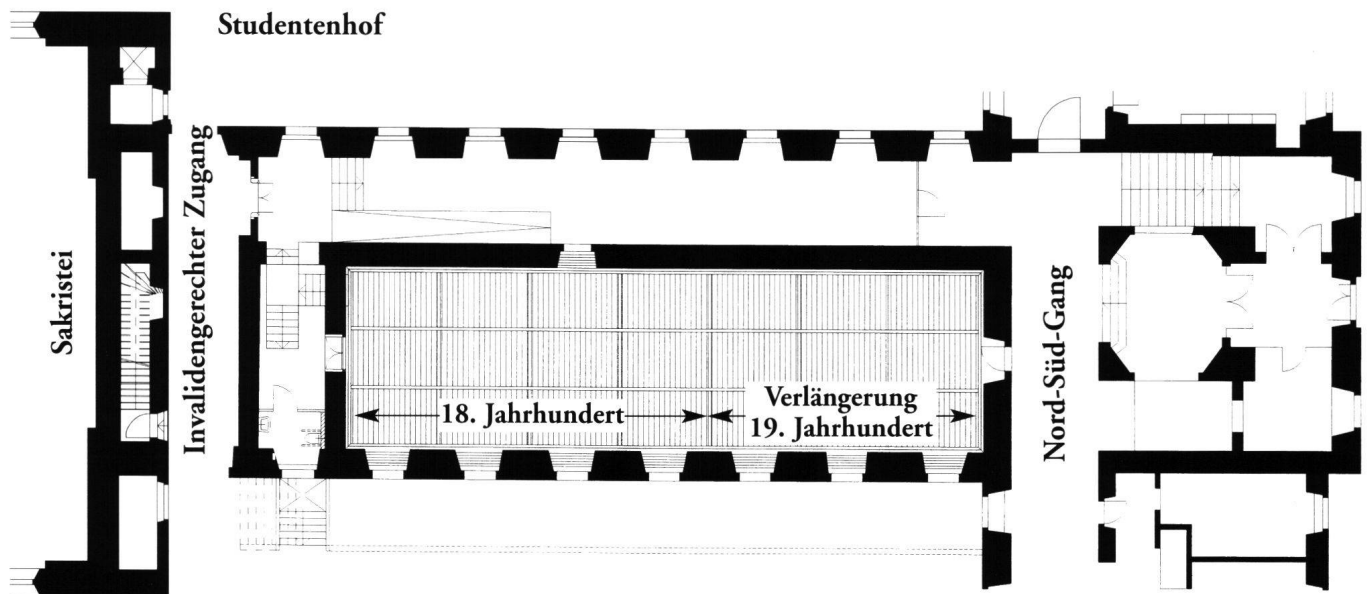 Studentenhof
Sakristei
Invalidengerechter Zugang
18. Jahrhundert
Verlängerung
19. Jahrhundert
Nord-Süd-Gang